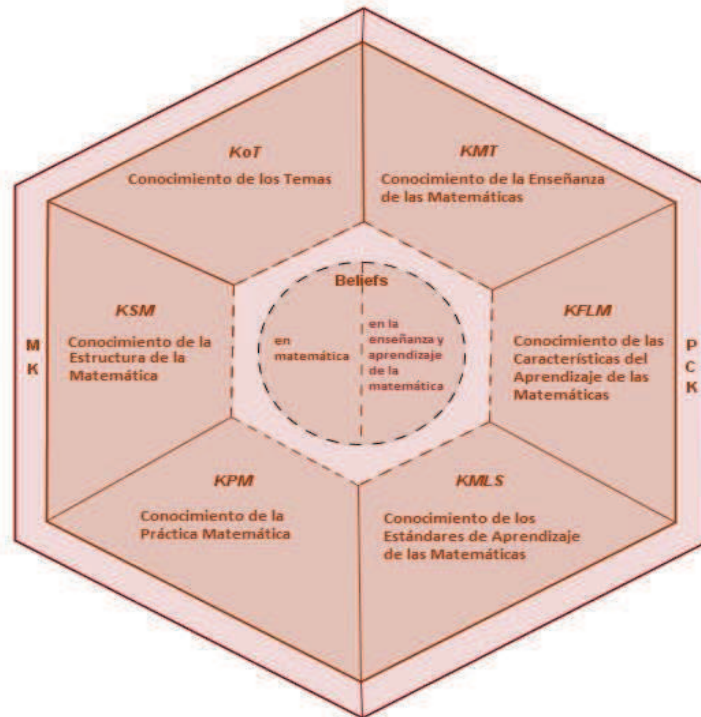 KoT
Conocimiento de los Temas
KMT
Conocimiento de la Enseñanza
de las Matemáticas
KSM
Conocimiento de la
Estructura de la
Matemática
Beliefs
en
matemática
en la
enseñanza y
aprendizaje
de la
matemática
KFLM
Conocimiento de las
Características del
Aprendizaje de las
Matemáticas
M
K
P
C
K
KPM
Conocimiento de la
Práctica Matemática
KMLS
Conocimiento de los
Estándares de Aprendizaje
de las Matemáticas